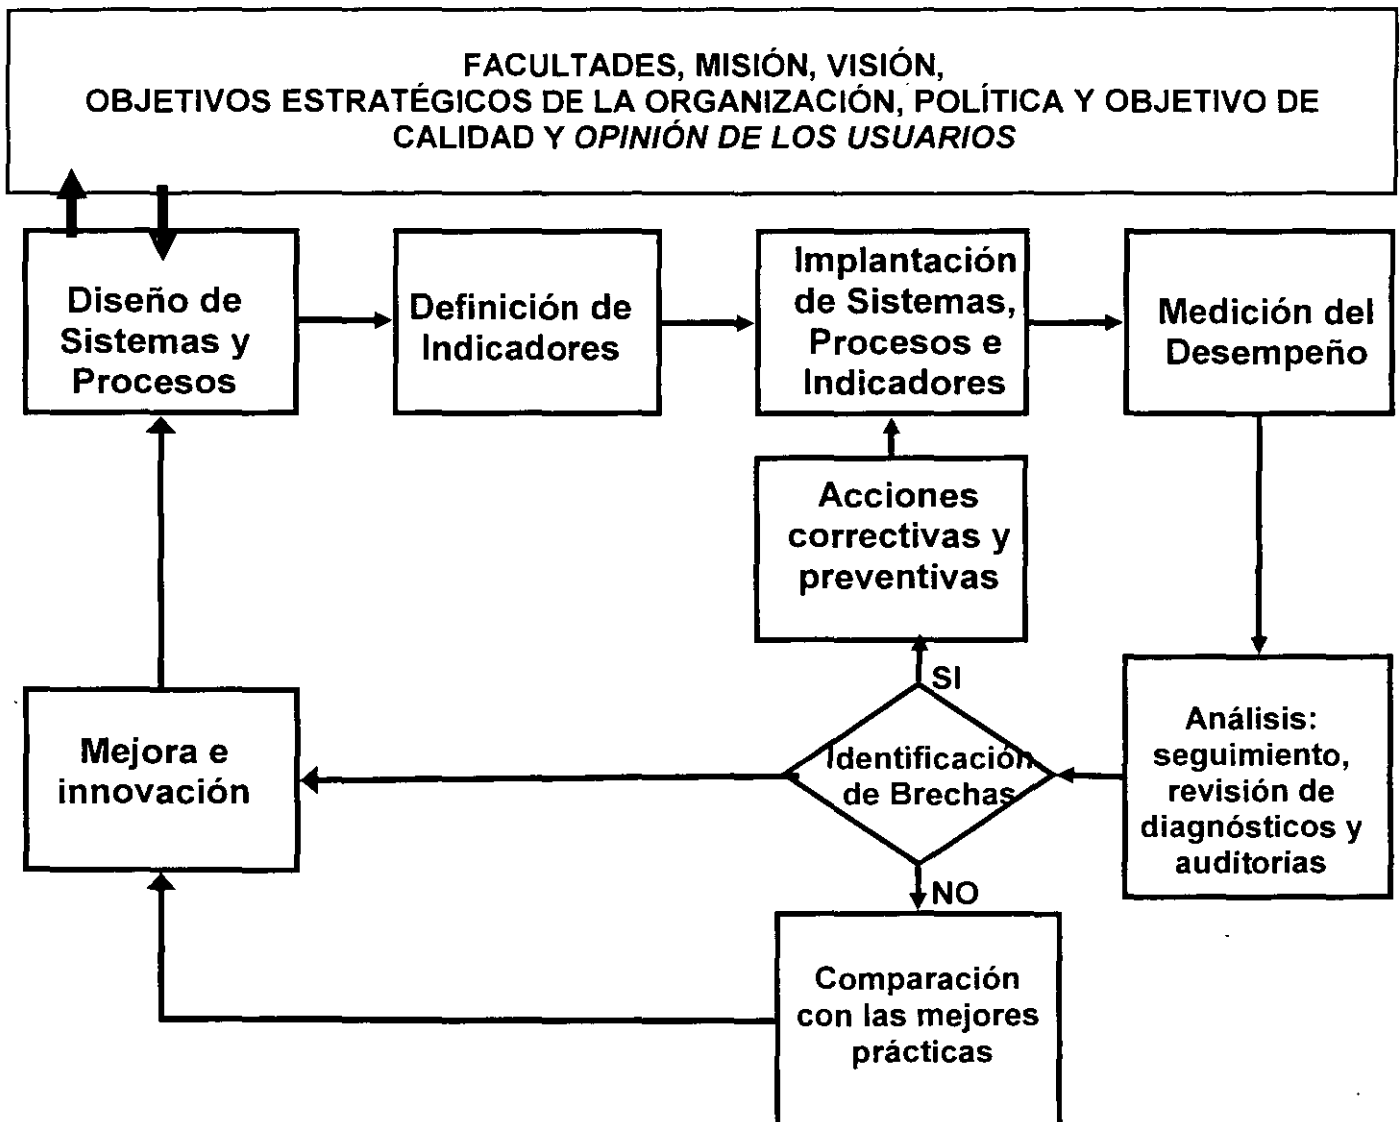 FACULTADES, MISIÓN, VISIÓN,
OBJETIVOS ESTRATÉGICOS DE LA ORGANIZACIÓN, POLÍTICA Y OBJETIVO DE
CALIDAD Y OPINIÓN DE LOS USUARIOS
Diseño de
Sistemas y
Procesos
Definición de
Indicadores
Implantación
de Sistemas,
Procesos e
Indicadores
Medición del
Desempeño
Acciones
correctivas y
preventivas
SI
Mejora e
innovación
Identificación
de Brechas
Análisis:
seguimiento,
revisión de
diagnósticos y
auditorias
NO
Comparación
con las mejores
prácticas